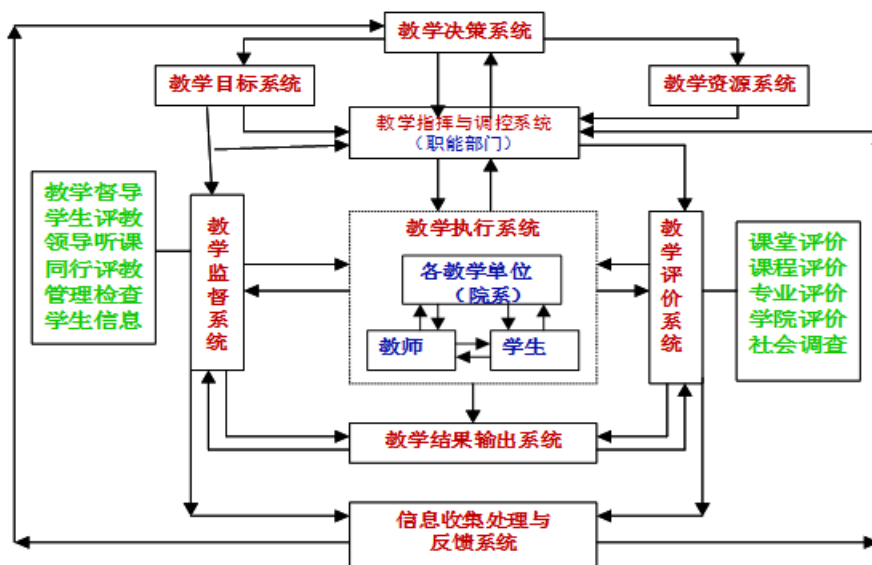 教学决策系统
教学目标系统
教学资源系统
教学指挥与调控系统
（职能部门）
教学督导
学生评教
领导听课
同行评教
管理检查
学生信息
教学监督系统
教学执行系统
各教学单位
（院系）
教师
学生
教学评价系统
课堂评价
课程评价
专业评价
学院评价
社会调查
教学结果输出系统
信息收集处理与
反馈系统